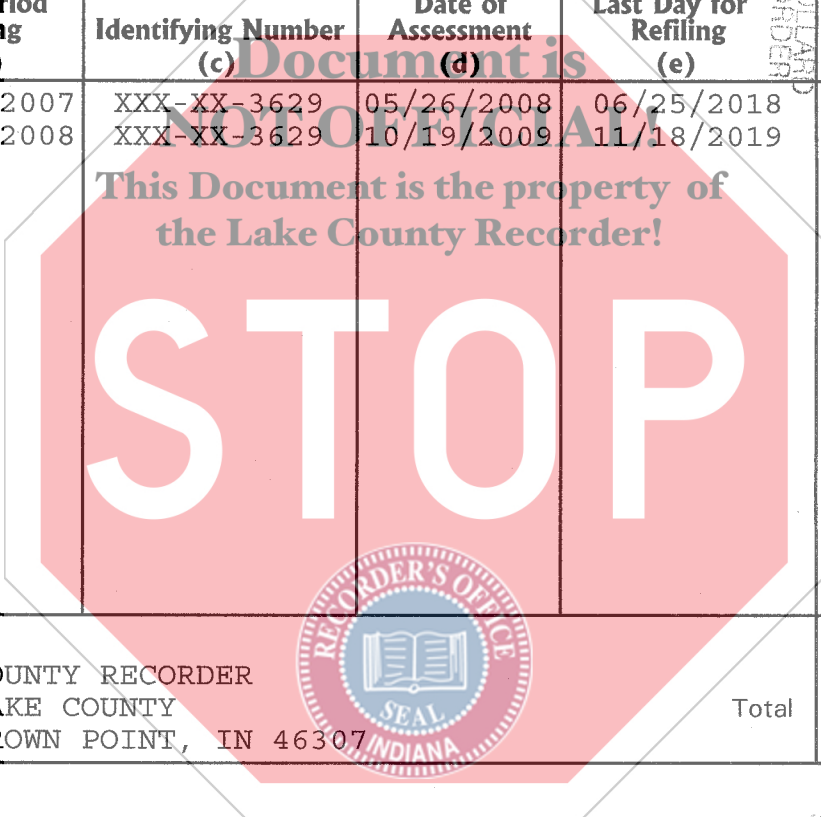 Date of Last Day for
ng Identifying Number Assessment Refiling
(c) (d) (e)
Document is
2007 XXX-XX-3629 05/26/2008 06/25/2018
NOT OFFICIAL!
2008 XXX-XX-3629 10/19/2009 11/18/2019
This Document is the property of
the Lake County Recorder!
STOP
RECORDER'S OFFICE
SEAL
INDIANA
OUNTY RECORDER
AKE COUNTY Total
ROWN POINT, IN 46307